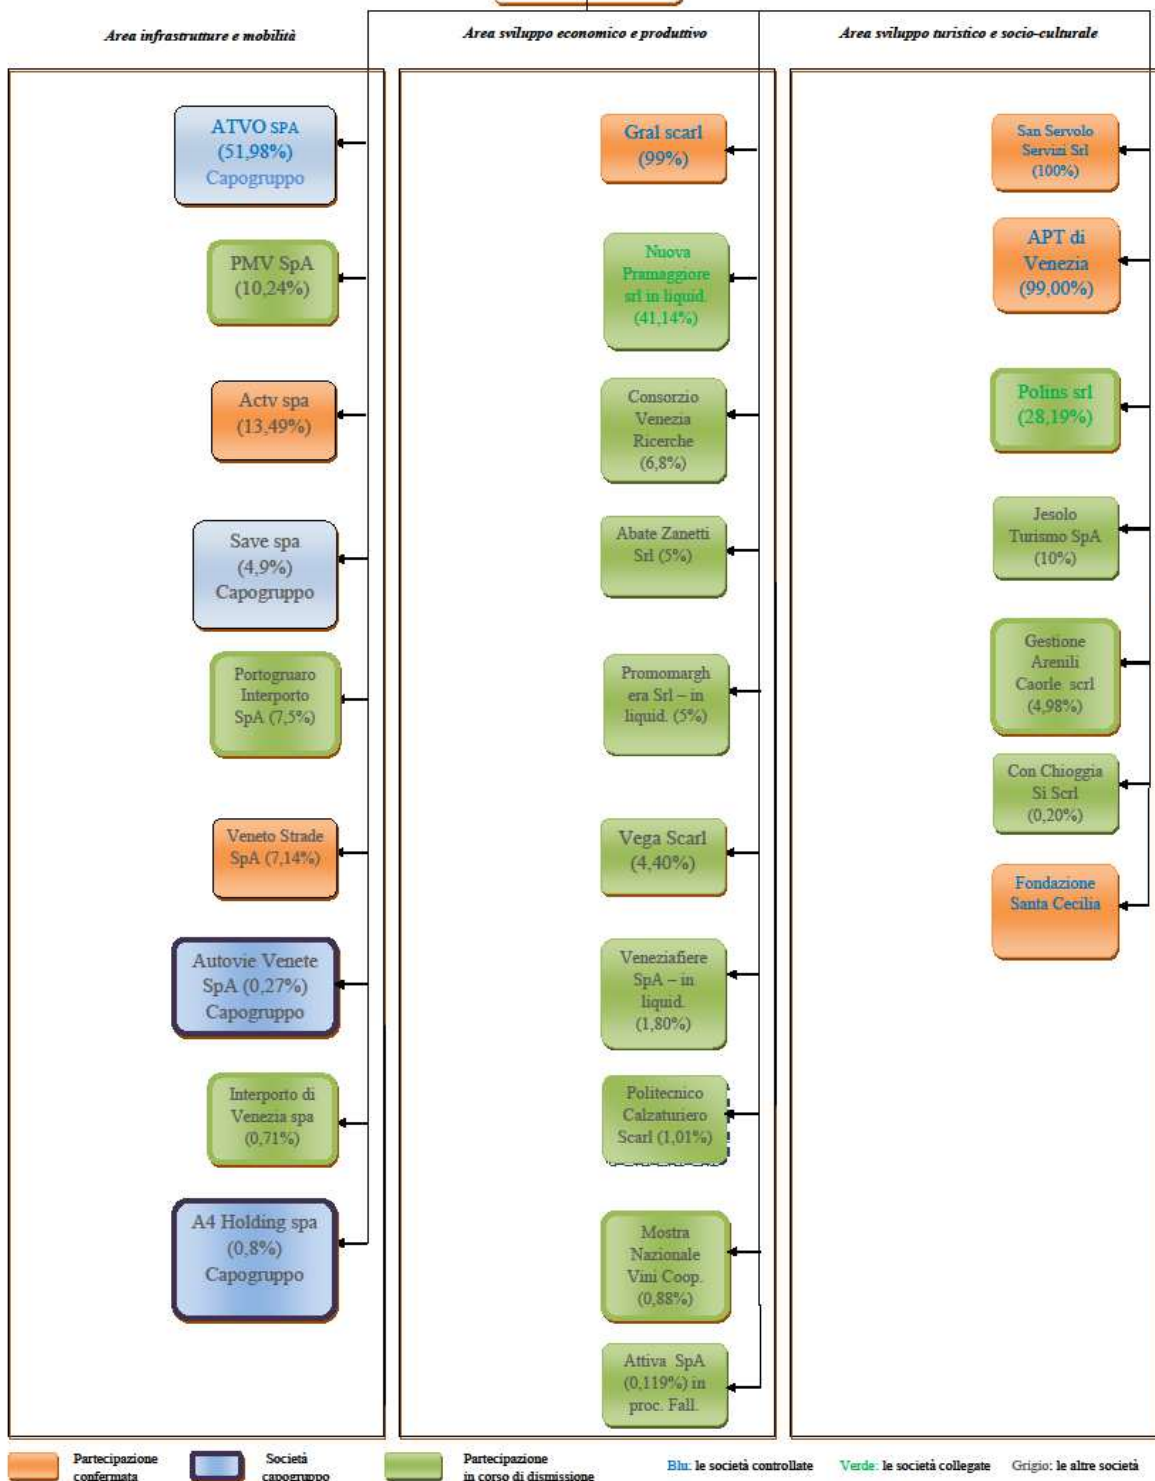 Area infrastrutture e mobilità
Area sviluppo economico e produttivo
Area sviluppo turistico e socio-culturale
ATVO SPA
(51,98%)
Capogruppo
PMV SpA
(10,24%)
Actv spa
(13,49%)
Save spa
(4,9%)
Capogruppo
Portogruaro
Interporto
SpA (7,5%)
Veneto Strade
SpA (7,14%)
Autovie Venete
SpA (0,27%)
Capogruppo
Interporto di
Venezia spa
(0,71%)
A4 Holding spa
(0,8%)
Capogruppo
Gral scarl
(99%)
Nuova
Pramaggiore
srl in liquid.
(41,14%)
Consorzio
Venezia
Ricerche
(6,8%)
Abate Zanetti
Srl (5%)
Promomargh
era Srl – in
liquid. (5%)
Vega Scarl
(4,40%)
Veneziafiere
SpA – in
liquid.
(1,80%)
Politecnico
Calzaturiero
Scarl (1,01%)
Mostra
Nazionale
Vini Coop.
(0,88%)
Attiva SpA
(0,119%) in
proc. Fall.
San Servolo
Servizi Srl
(100%)
APT di
Venezia
(99,00%)
Polins srl
(28,19%)
Jesolo
Turismo SpA
(10%)
Gestione
Arenili
Caorle scrl
(4,98%)
Con Chioggia
Si Scrl
(0,20%)
Fondazione
Santa Cecilia
Partecipazione
confermata
Società
capogruppo
Partecipazione
in corso di dismissione
Blu: le società controllate
Verde: le società collegate
Grigio: le altre società